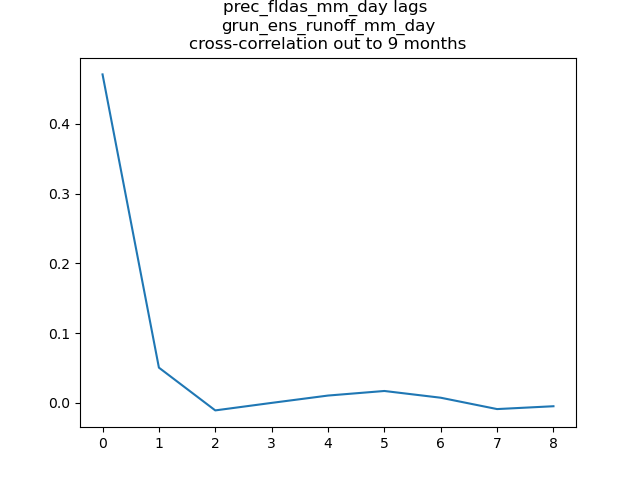 prec_fldas_mm_day lags
grun_ens_runoff_mm_day
cross-correlation out to 9 months
0.4
0.3
0.2
0.1
0.0
0 1 2 3 4 5 6 7 8